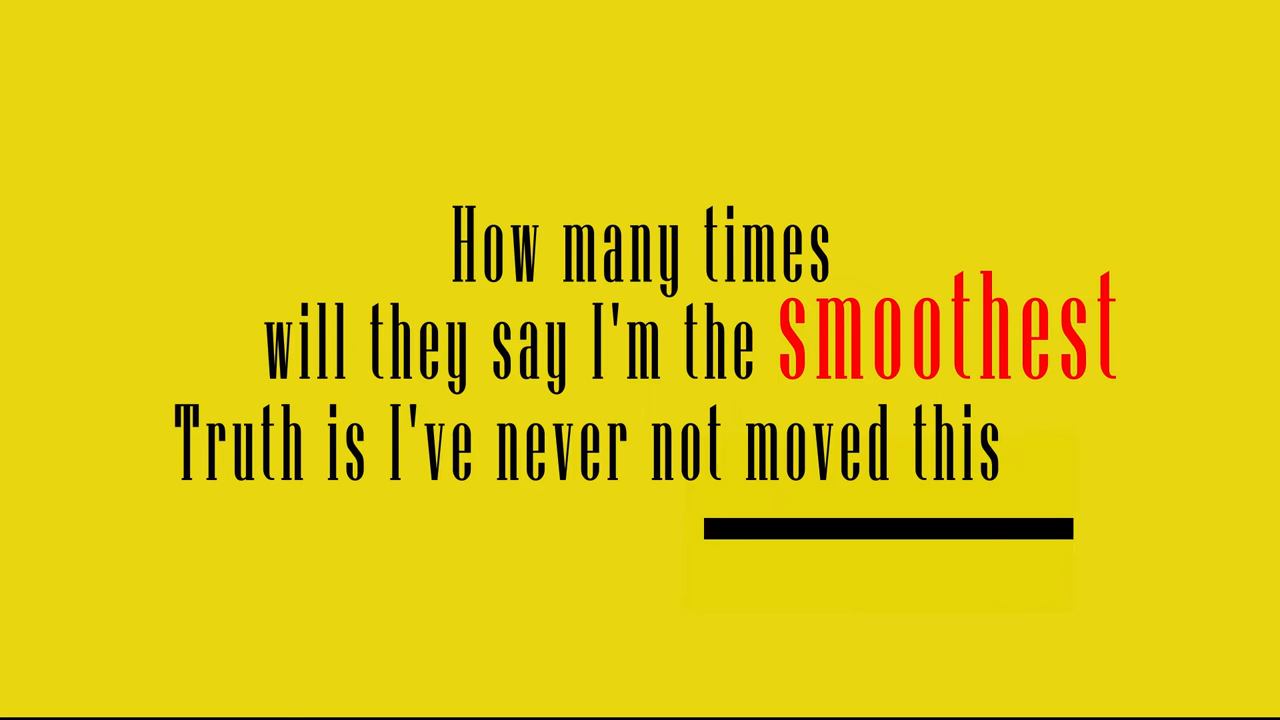 How many times
will they say I'm the smoothest
Truth is I've never not moved this